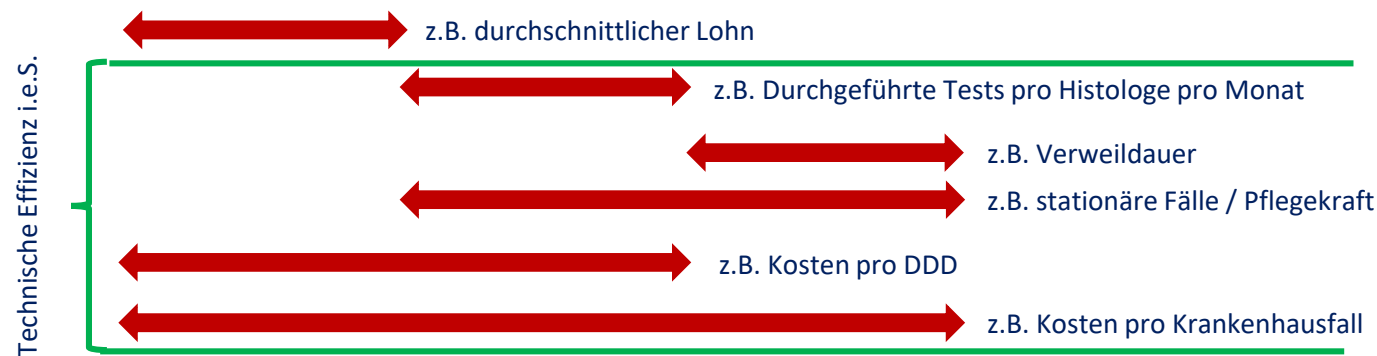 z.B. durchschnittlicher Lohn
Technische Effizienz i.e.S.
z.B. Durchgeführte Tests pro Histologe pro Monat
z.B. Verweildauer
z.B. stationäre Fälle / Pflegekraft
z.B. Kosten pro DDD
z.B. Kosten pro Krankenhausfall